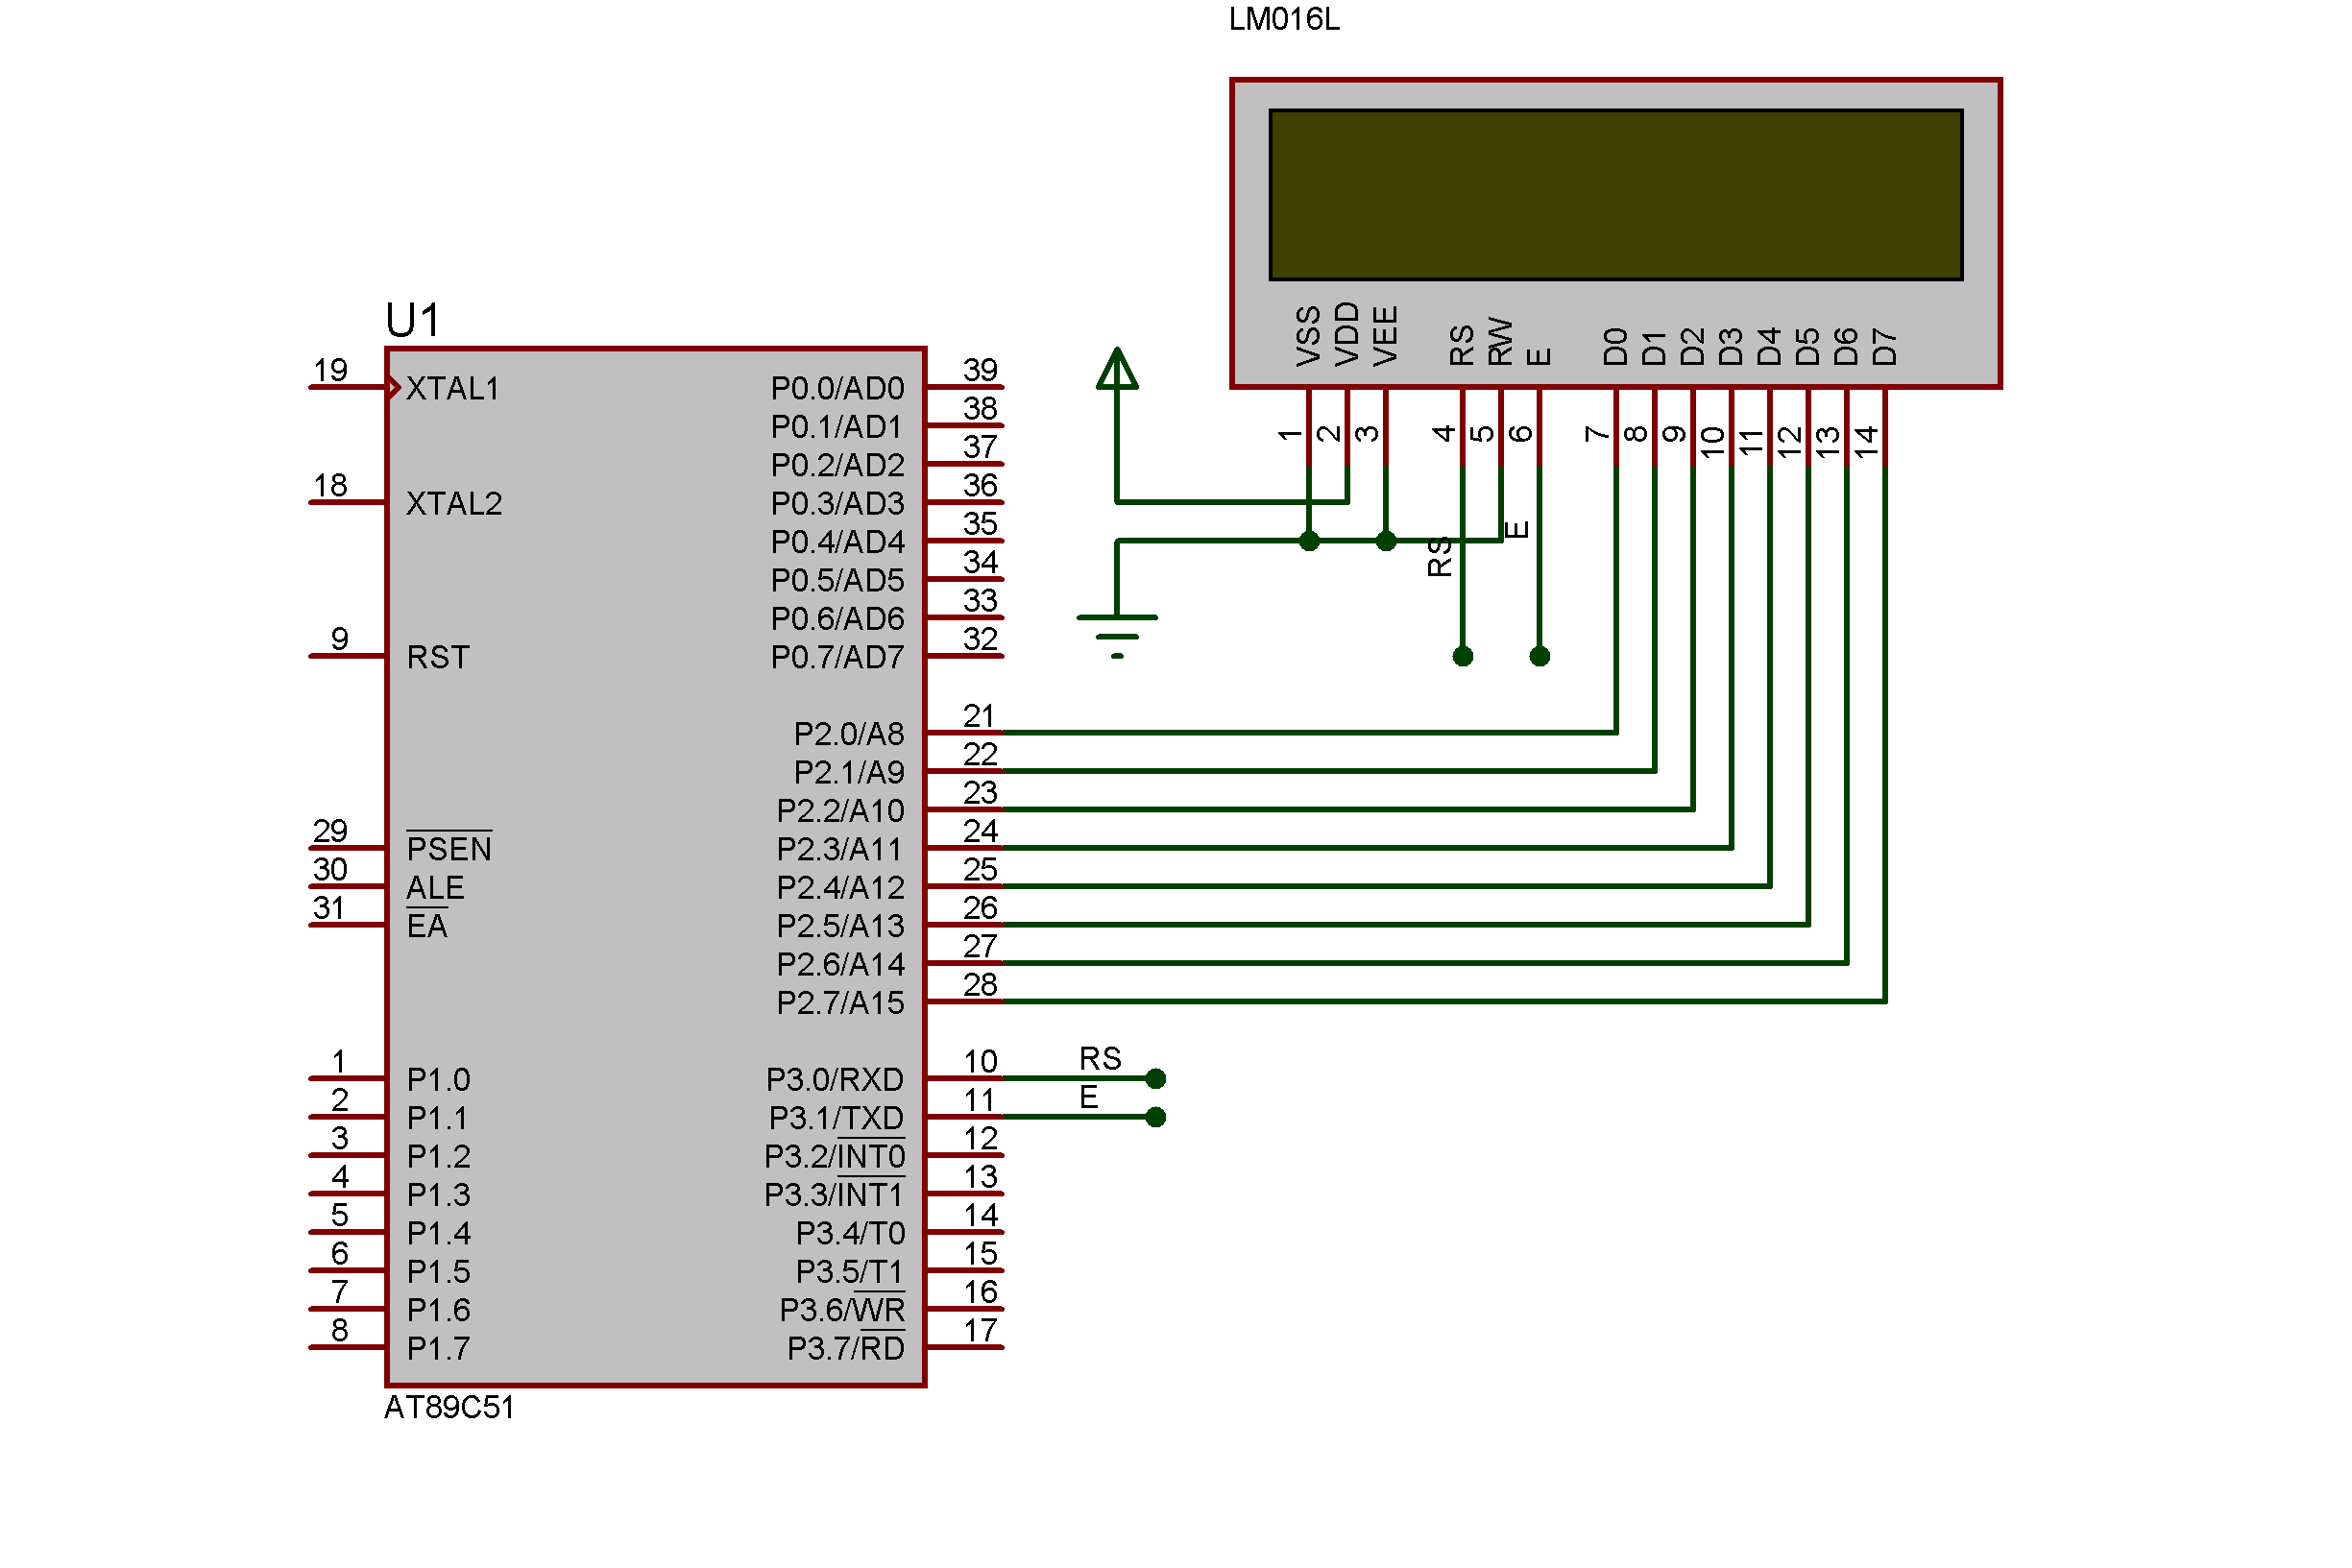 LM016L
VSS
VDD
VEE
RS
RW
E
D0
D1
D2
D3
D4
D5
D6
D7
1
2
3
4
5
6
7
8
9
10
11
12
13
14
RS
E
U1
19 XTAL1 P0.0/AD0 39
P0.1/AD1 38
P0.2/AD2 37
18 XTAL2 P0.3/AD3 36
P0.4/AD4 35
P0.5/AD5 34
P0.6/AD6 33
9 RST P0.7/AD7 32
P2.0/A8 21
P2.1/A9 22
P2.2/A10 23
29 PSEN P2.3/A11 24
30 ALE P2.4/A12 25
31 EA P2.5/A13 26
P2.6/A14 27
P2.7/A15 28
1 P1.0 P3.0/RXD 10 RS
2 P1.1 P3.1/TXD 11 E
3 P1.2 P3.2/INT0 12
4 P1.3 P3.3/INT1 13
5 P1.4 P3.4/T0 14
6 P1.5 P3.5/T1 15
7 P1.6 P3.6/WR 16
8 P1.7 P3.7/RD 17
AT89C51